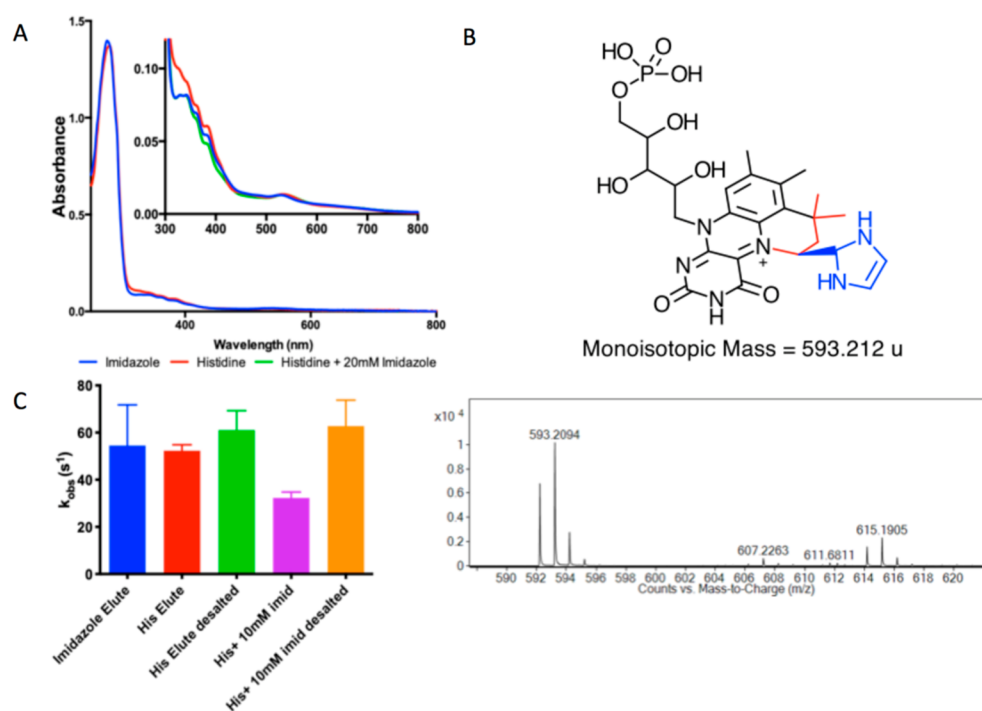 A
1.5
1.0
0.5
0.0
Absorbance
0.10
0.05
0.00
300 400 500 600 700 800
400 600 800
Wavelength (nm)
Imidazole Histidine Histidine + 20mM Imidazole
B
HO O
P
OH
O
OH
OH
HO
N
N
+
N
O N O
H
H
N
N
H
Monoisotopic Mass = 593.212 u
C
80
60
40
20
0
kobs (s1)
Imidazole Elute
His Elute
His Elute desalted
His+ 10mM imid
His+ 10mM imid desalted
x10 4
1
0.8
0.6
0.4
0.2
0
593.2094
607.2263
611.6811
615.1905
590 592 594 596 598 600 602 604 606 608 610 612 614 616 618 620
Counts vs. Mass-to-Charge (m/z)